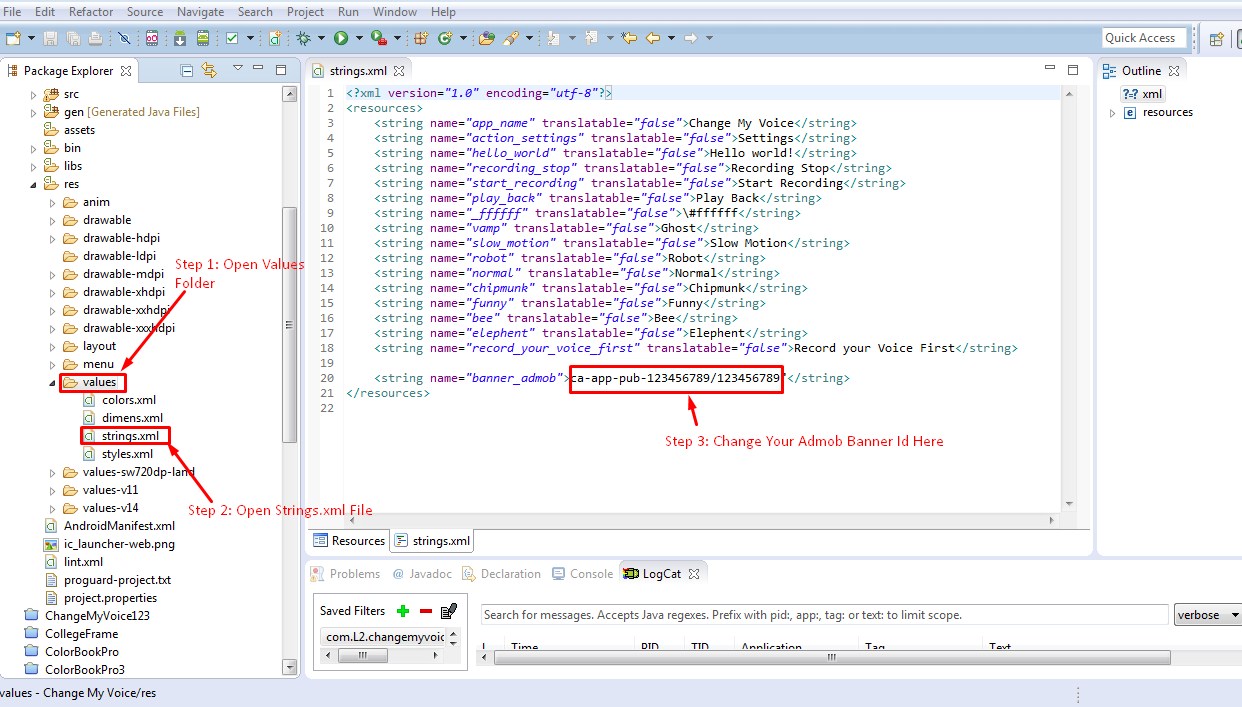 File Edit Refactor Source Navigate Search Project Run Window Help
Quick Access
Package Explorer
src
gen [Generated Java Files]
assets
bin
libs
res
anim
drawable
drawable-hdpi
drawable-ldpi
drawable-mdpi
drawable-xhdpi
drawable-xxhdpi
drawable-xxxhdpi
layout
menu
values
colors.xml
dimens.xml
strings.xml
styles.xml
values-sw720dp-land
values-v11
values-v14
AndroidManifest.xml
ic_launcher-web.png
lint.xml
proguard-project.txt
project.properties
ChangeMyVoice123
CollegeFrame
ColorBookPro
ColorBookPro3
Step 1: Open Values
Folder
Step 2: Open Strings.xml File
strings.xml
1 <?xml version="1.0" encoding="utf-8"?>
2 <resources>
3 <string name="app_name" translatable="false">Change My Voice</string>
4 <string name="action_settings" translatable="false">Settings</string>
5 <string name="hello_world" translatable="false">Hello world!</string>
6 <string name="recording_stop" translatable="false">Recording Stop</string>
7 <string name="start_recording" translatable="false">Start Recording</string>
8 <string name="play_back" translatable="false">Play Back</string>
9 <string name="_ffffff" translatable="false">\#ffffff</string>
10 <string name="vamp" translatable="false">Ghost</string>
11 <string name="slow_motion" translatable="false">Slow Motion</string>
12 <string name="robot" translatable="false">Robot</string>
13 <string name="normal" translatable="false">Normal</string>
14 <string name="chipmunk" translatable="false">Chipmunk</string>
15 <string name="funny" translatable="false">Funny</string>
16 <string name="bee" translatable="false">Bee</string>
17 <string name="elephent" translatable="false">Elephent</string>
18 <string name="record_your_voice_first" translatable="false">Record your Voice First</string>
19
20 <string name="banner_admob">ca-app-pub-123456789/123456789"</string>
21 </resources>
22
Step 3: Change Your Admob Banner Id Here
Resources strings.xml
Outline
?-? xml
e resources
Problems @ Javadoc Declaration Console LogCat
Saved Filters
com.L2.changemyvoic
Search for messages. Accepts Java regexes. Prefix with pid:, app:, tag: or text: to limit scope.
verbose
L Time PID TID Application Tag Text
values - Change My Voice/res